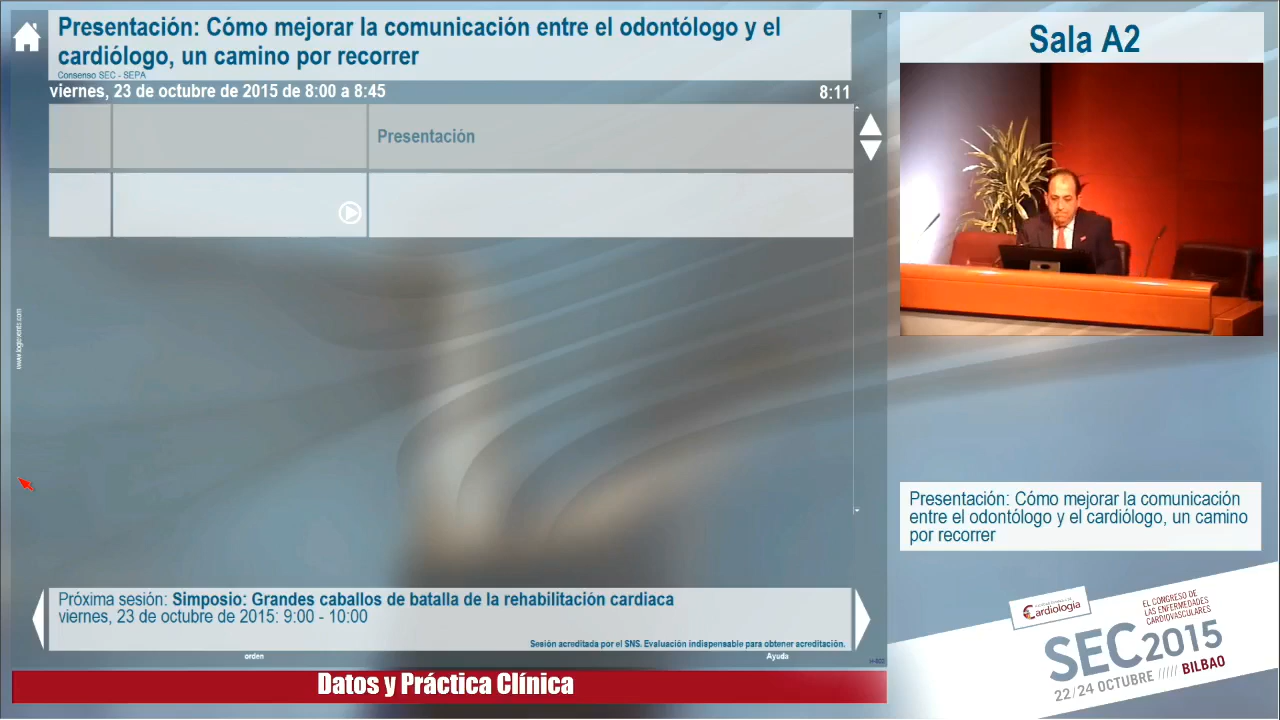 Presentación: Cómo mejorar la comunicación entre el odontólogo y el
cardiólogo, un camino por recorrer
Consenso SEC - SEPA
viernes, 23 de octubre de 2015 de 8:00 a 8:45
8:11
T
Presentación
Próxima sesión: Simposio: Grandes caballos de batalla de la rehabilitación cardiaca
viernes, 23 de octubre de 2015: 9:00 - 10:00
Sesión acreditada por el SNS. Evaluación indispensable para obtener acreditación.
orden
Ayuda
Datos y Práctica Clínica
Sala A2
Presentación: Cómo mejorar la comunicación
entre el odontólogo y el cardiólogo, un camino
por recorrer
Cardiología
EL CONGRESO DE
LAS ENFERMEDADES
CARDIOVASCULARES
SEC2015
22/24 OCTUBRE ///// BILBAO